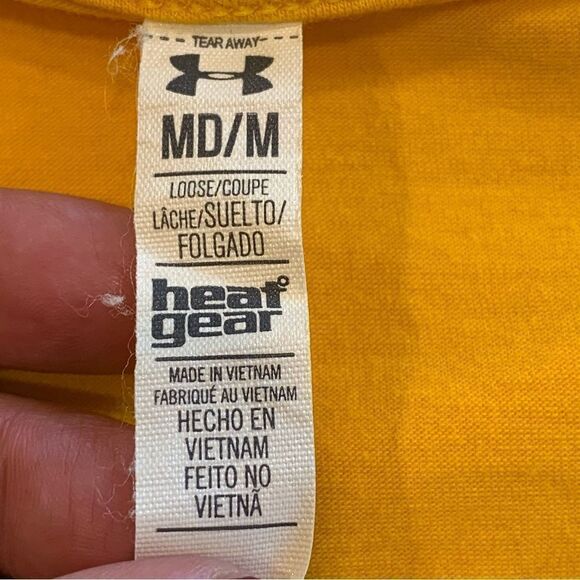 TEAR AWAY
MD/M
LOOSE/COUPE
LÂCHE/SUELTO/
FOLGADO
heat
gear
MADE IN VIETNAM
FABRIQUÉ AU VIETNAM
HECHO EN
VIETNAM
FEITO NO
VIETNÃ